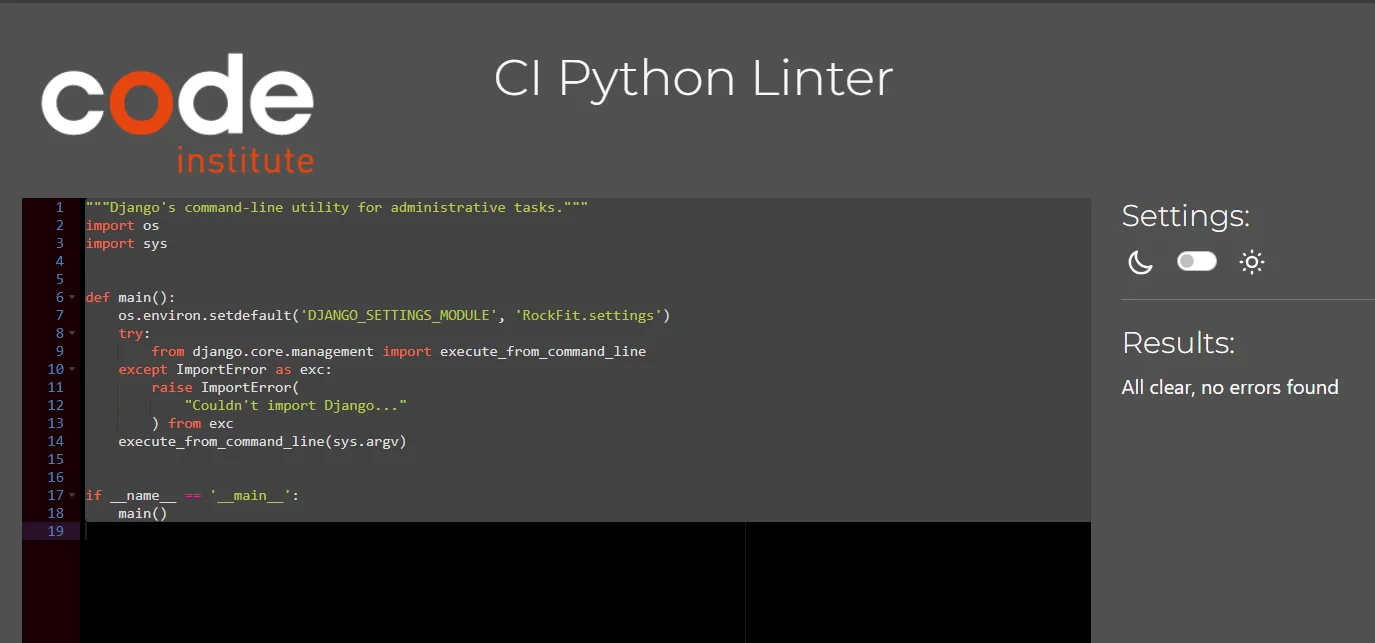 code
institute
CI Python Linter
1 """Django's command-line utility for administrative tasks."""
2 import os
3 import sys
4
5
6 def main():
7     os.environ.setdefault('DJANGO_SETTINGS_MODULE', 'RockFit.settings')
8     try:
9         from django.core.management import execute_from_command_line
10     except ImportError as exc:
11         raise ImportError(
12             "Couldn't import Django..."
13         ) from exc
14     execute_from_command_line(sys.argv)
15
16
17 if __name__ == '__main__':
18     main()
19
Settings:
Results:
All clear, no errors found